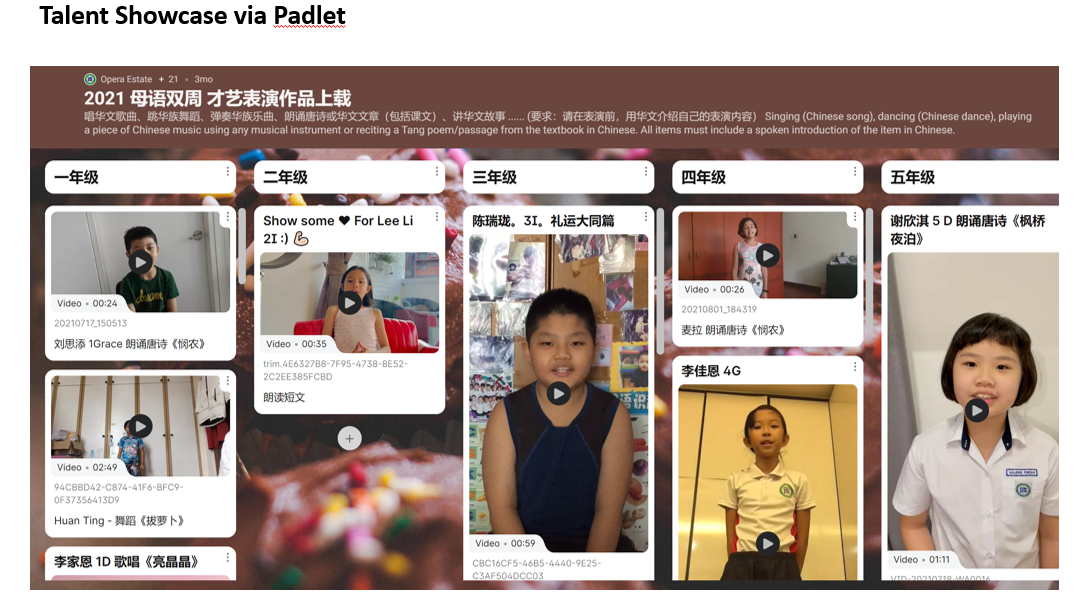 Talent Showcase via Padlet
Opera Estate + 21 • 3mo
2021 母语双周 才艺表演作品上载
唱华文歌曲、跳华族舞蹈、弹奏华族乐曲、朗诵唐诗或华文文章（包括课文）、讲华文故事 ...... (要求：请在表演前，用华文介绍自己的表演内容） Singing (Chinese song), dancing (Chinese dance), playing
a piece of Chinese music using any musical instrument or reciting a Tang poem/passage from the textbook in Chinese. All items must include a spoken introduction of the item in Chinese.
一年级
Video • 00:24
20210717_150513
刘思添 1Grace 朗诵唐诗《悯农》
Video • 02:49
94CBBD42-C874-41F6-BFC9-
0F37356413D9
Huan Ting - 舞蹈《拔萝卜》
李家恩 1D 歌唱《亮晶晶》
二年级
Show some ❤ For Lee Li
2I :) 💪
Video • 00:35
trim.4E6327B8-7F95-4738-8E52-
2C2EE385FCBD
朗读短文
三年级
陈瑞珑。3I。礼运大同篇
Video • 00:59
CBC16CF5-46B5-4440-9E25-
C3AF504DCC03
四年级
Video • 00:26
20210801_184319
麦拉 朗诵唐诗《悯农》
李佳恩 4G
五年级
谢欣淇 5 D 朗诵唐诗《枫桥
夜泊》
Video • 01:11
VID-20210718-WA0016